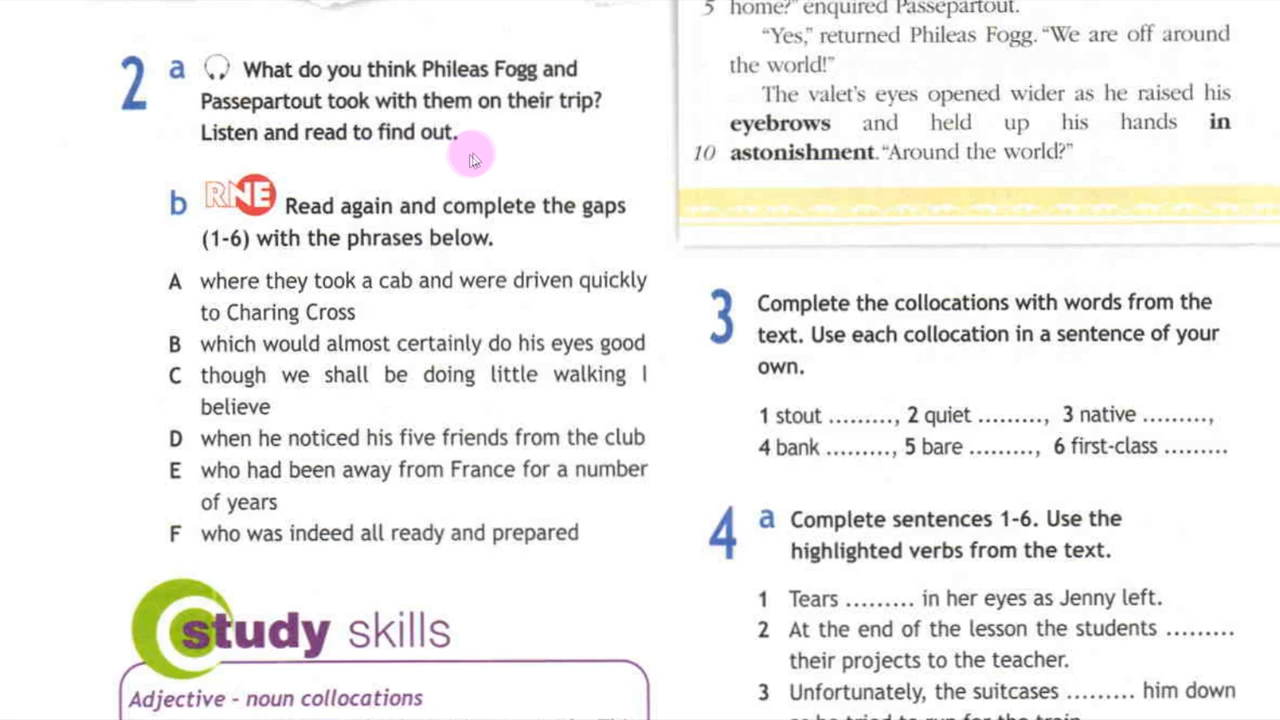 2 a What do you think Phileas Fogg and
Passepartout took with them on their trip?
Listen and read to find out.
b RNE Read again and complete the gaps
(1-6) with the phrases below.
A where they took a cab and were driven quickly
to Charing Cross
B which would almost certainly do his eyes good
C though we shall be doing little walking I
believe
D when he noticed his five friends from the club
E who had been away from France for a number
of years
F who was indeed all ready and prepared
study skills
Adjective - noun collocations
5 home?" enquired Passepartout.
"Yes," returned Phileas Fogg. "We are off around
the world!"
The valet's eyes opened wider as he raised his
eyebrows and held up his hands in
10 astonishment. "Around the world?"
3 Complete the collocations with words from the
text. Use each collocation in a sentence of your
own.
1 stout ........., 2 quiet ........., 3 native .........,
4 bank ........., 5 bare ........., 6 first-class .........
4 a Complete sentences 1-6. Use the
highlighted verbs from the text.
1 Tears ......... in her eyes as Jenny left.
2 At the end of the lesson the students .........
their projects to the teacher.
3 Unfortunately, the suitcases ......... him down
as he tried to run for the train.